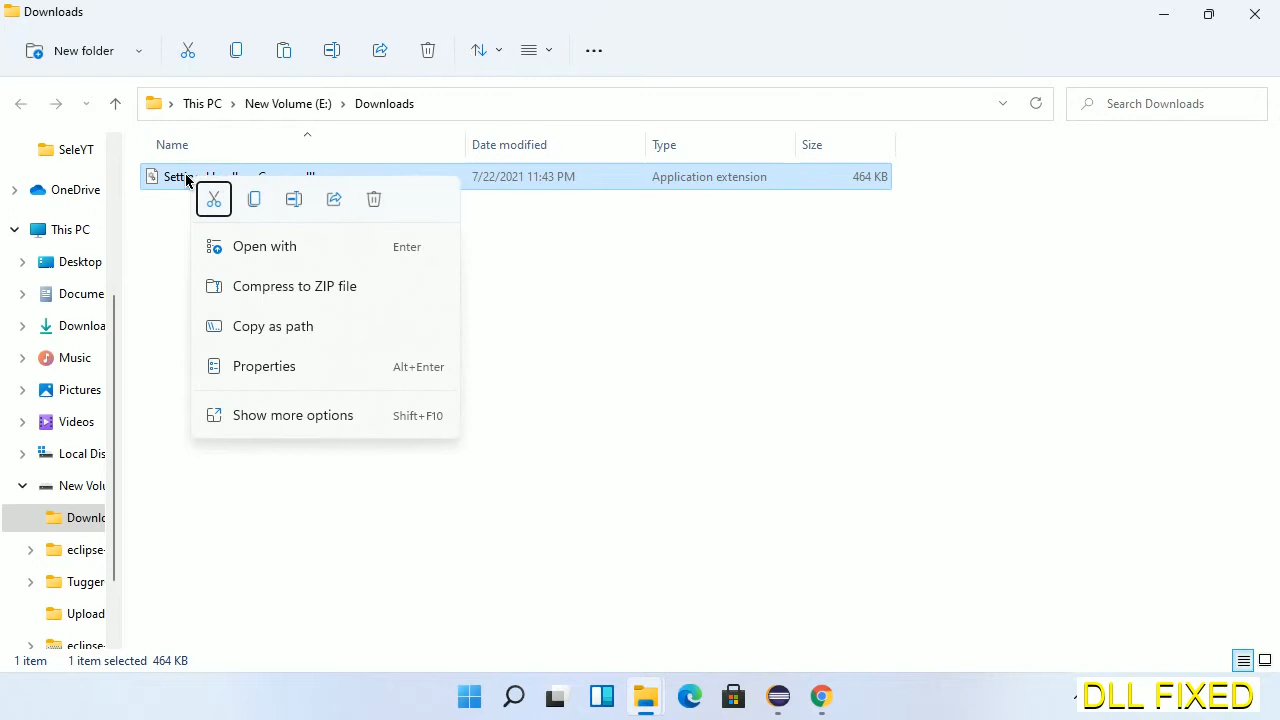 Downloads
New folder
This PC
New Volume (E:)
Downloads
Search Downloads
Name
Date modified
Type
Size
7/22/2021 11:43 PM
Application extension
464 KB
SeleYT
OneDrive
This PC
Desktop
Docume
Downloa
Music
Pictures
Videos
Local Dis
New Volu
Downlo
eclipse-
Tugger
Upload
eclipse-
Open with Enter
Compress to ZIP file
Copy as path
Properties Alt+Enter
Show more options Shift+F10
1 item 1 item selected 464 KB
DLL FIXED